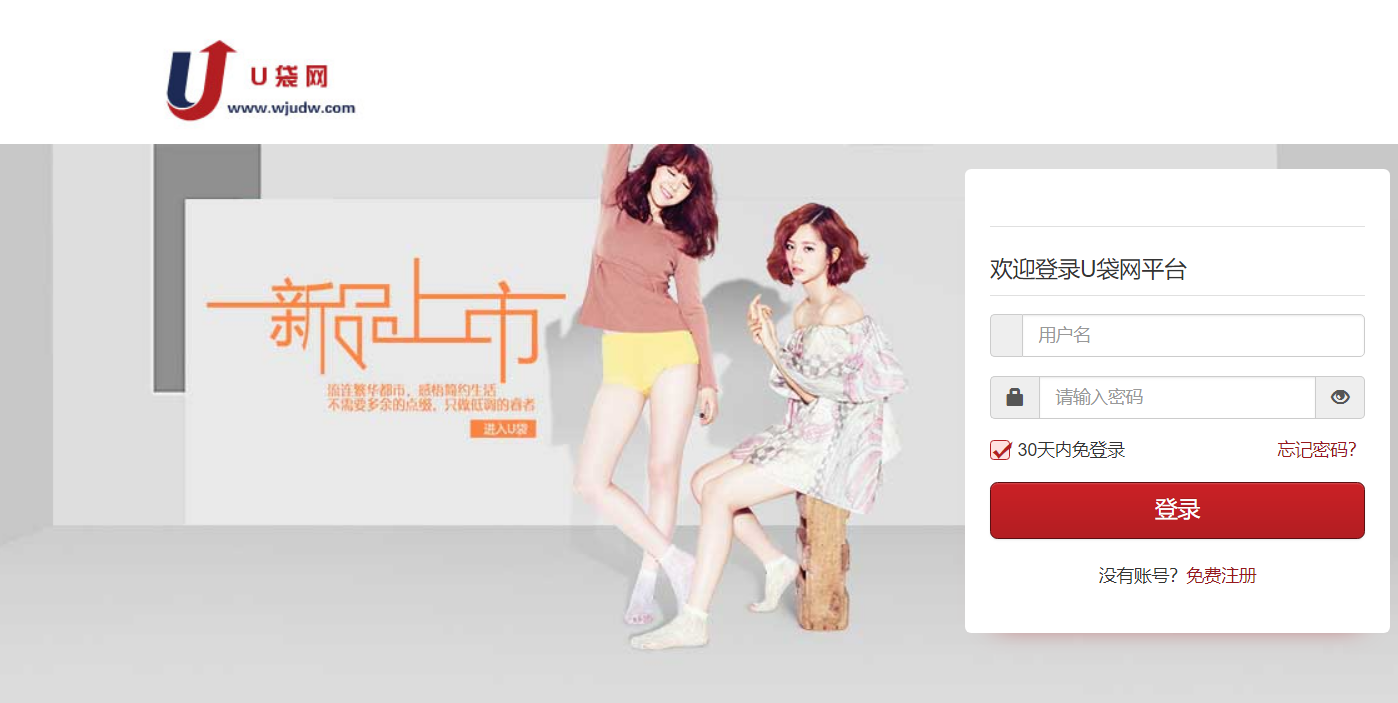 U袋网
www.wjudw.com
新品上市
流连繁华都市，感悟简约生活
不需要多余的点缀，只做低调的睿者
进入U袋
欢迎登录U袋网平台
用户名
请输入密码
30天内免登录
忘记密码?
登录
没有账号? 免费注册